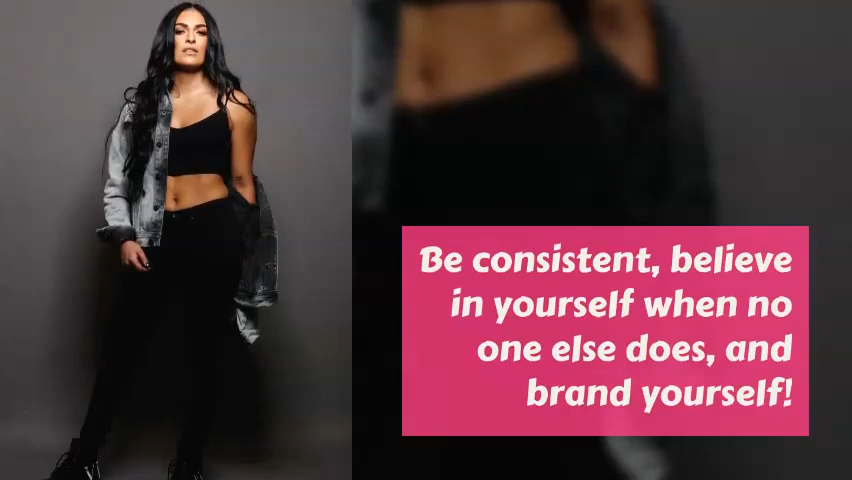 Be consistent, believe
in yourself when no
one else does, and
brand yourself!